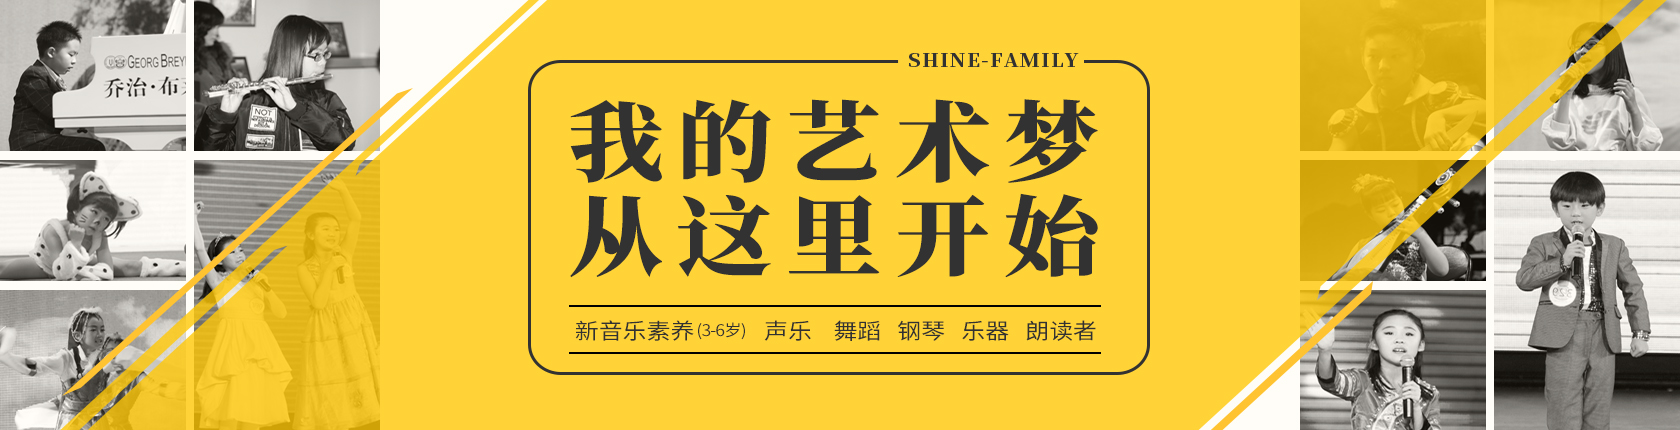 SHINE-FAMILY
我的艺术梦
从这里开始
新音乐素养(3-6岁) 声乐 舞蹈 钢琴 乐器 朗读者
GEORG BREY
乔治·布
NOT